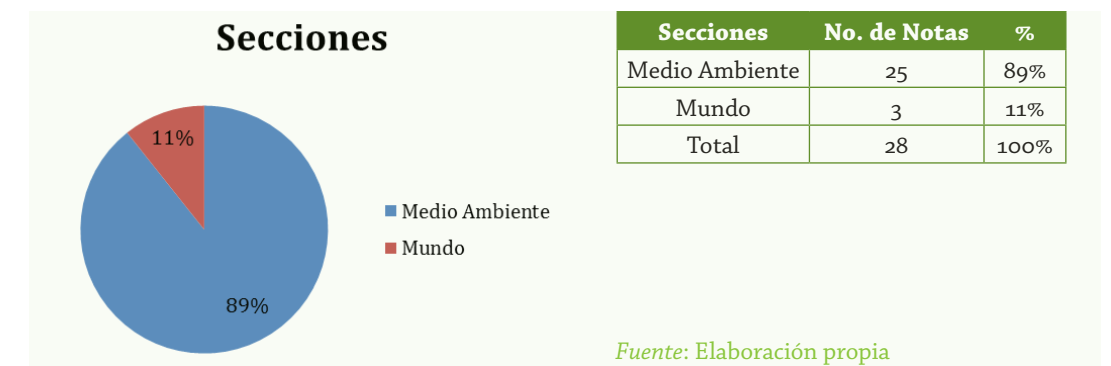 Secciones
11%
89%
Medio Ambiente
Mundo
Secciones No. de Notas %
Medio Ambiente 25 89%
Mundo 3 11%
Total 28 100%
Fuente: Elaboración propia